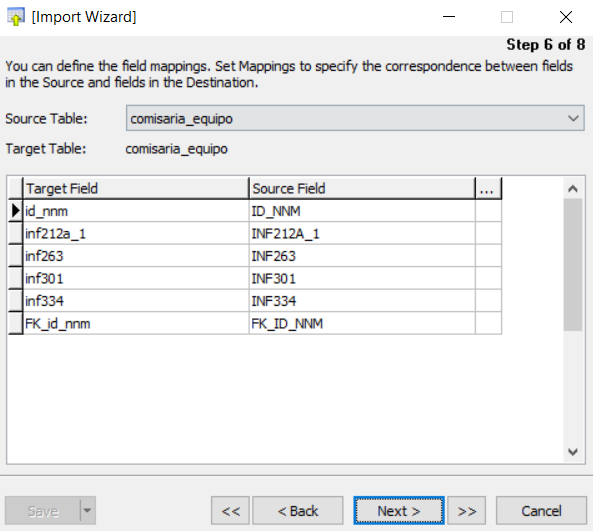 [Import Wizard]
Step 6 of 8
You can define the field mappings. Set Mappings to specify the correspondence between fields
in the Source and fields in the Destination.
Source Table: comisaria_equipo
Target Table: comisaria_equipo
Target Field Source Field ...
id_nnm ID_NNM
inf212a_1 INF212A_1
inf263 INF263
inf301 INF301
inf334 INF334
FK_id_nnm FK_ID_NNM
Save << < Back Next > >> Cancel